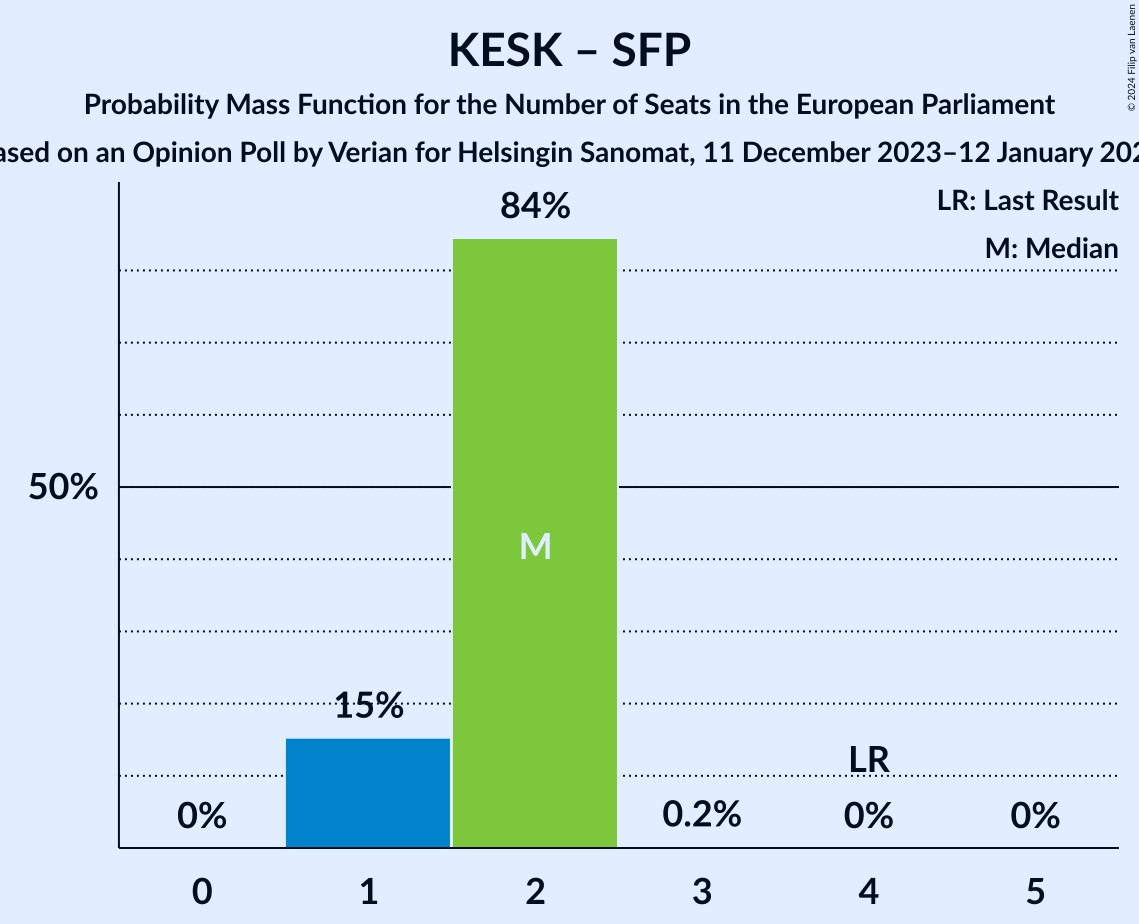 KESK – SFP
Probability Mass Function for the Number of Seats in the European Parliament
ased on an Opinion Poll by Verian for Helsingin Sanomat, 11 December 2023–12 January 202
© 2024 Filip van Laenen
LR: Last Result
M: Median
84%
50%
M
15%
LR
0%
0.2%
0%
0%
0 1 2 3 4 5